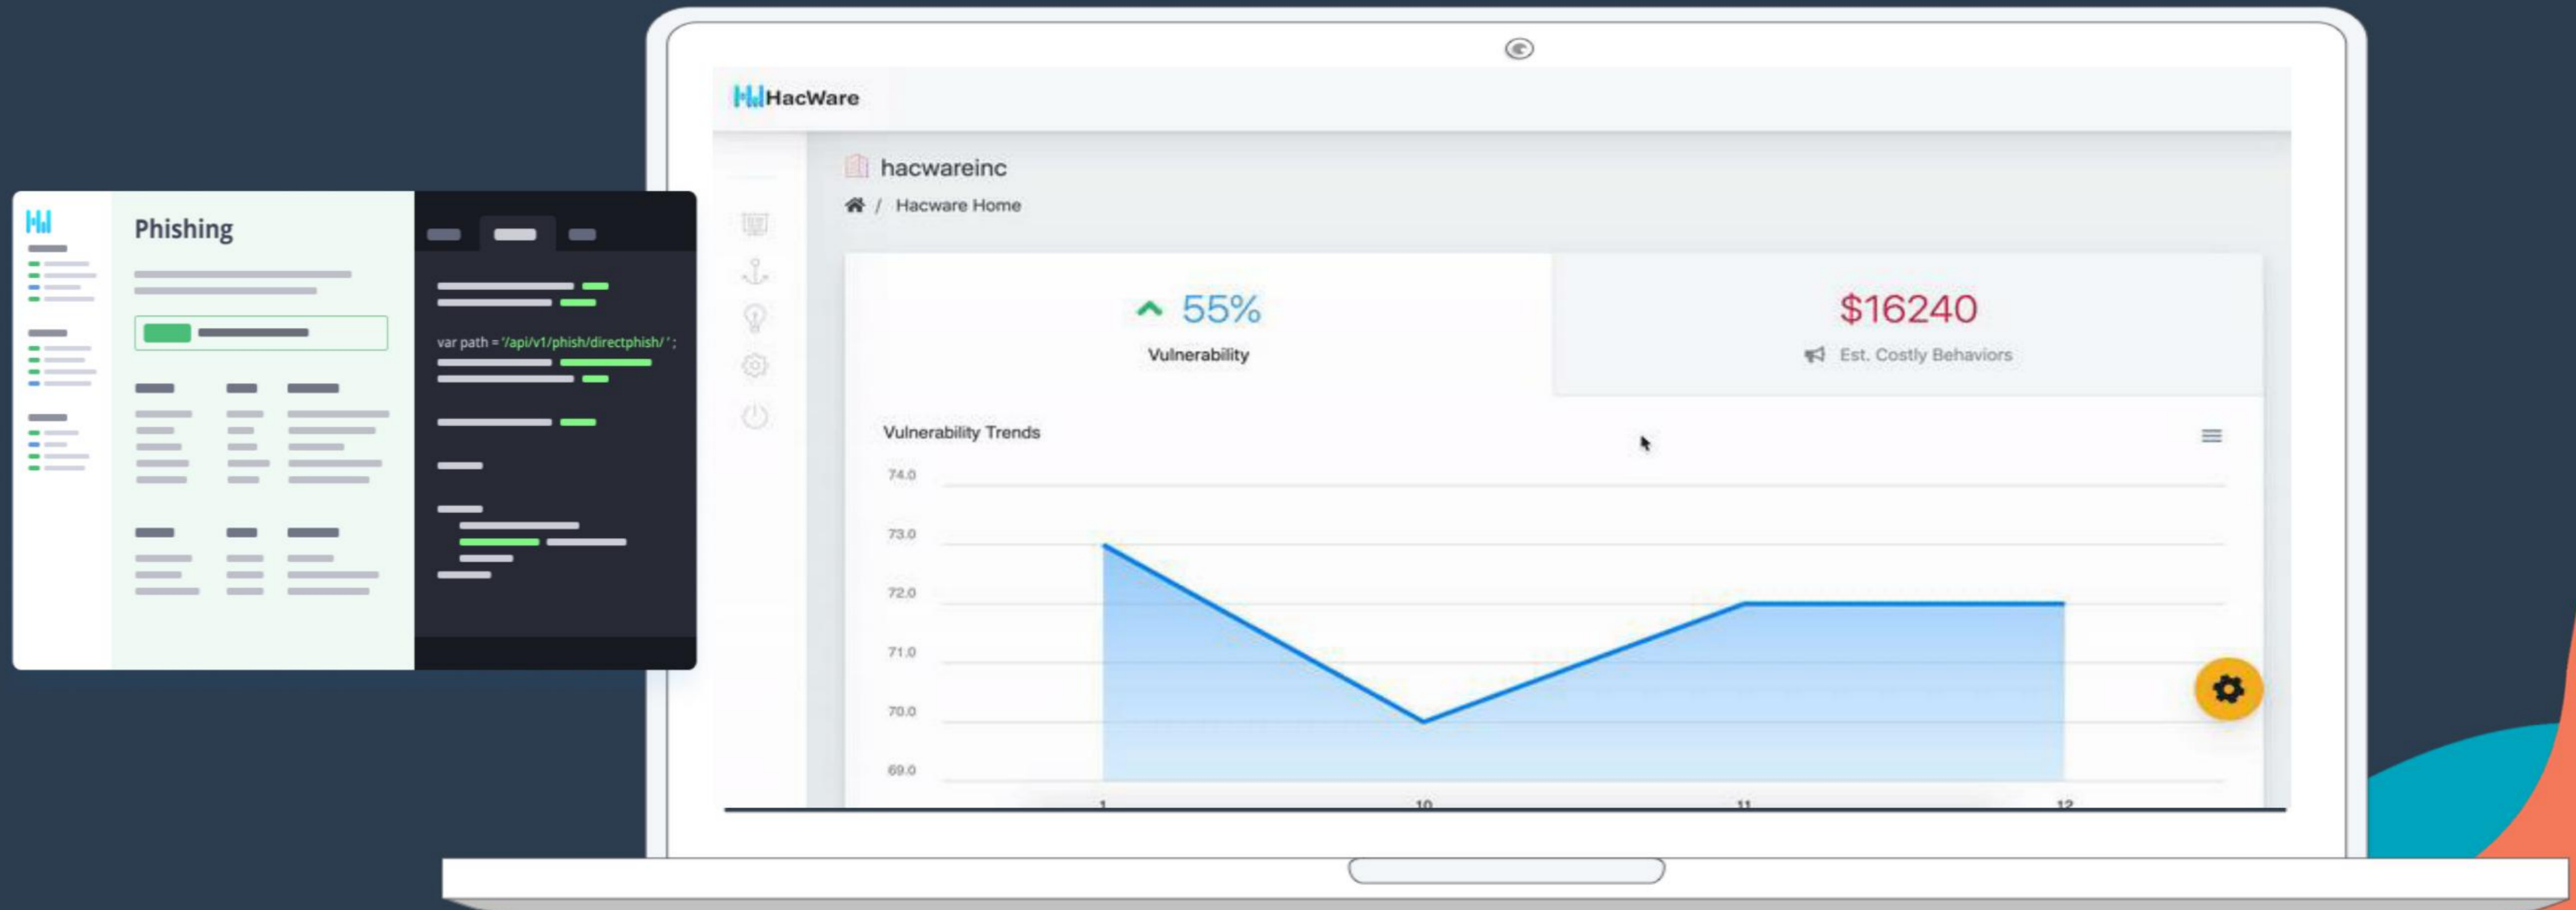 Phishing
var path = '/api/v1/phish/directphish/ ' ;
HacWare
hacwareinc
/ Hacware Home
55%
Vulnerability
$16240
Est. Costly Behaviors
Vulnerability Trends
74.0
73.0
72.0
71.0
70.0
69.0
1 10 11 12